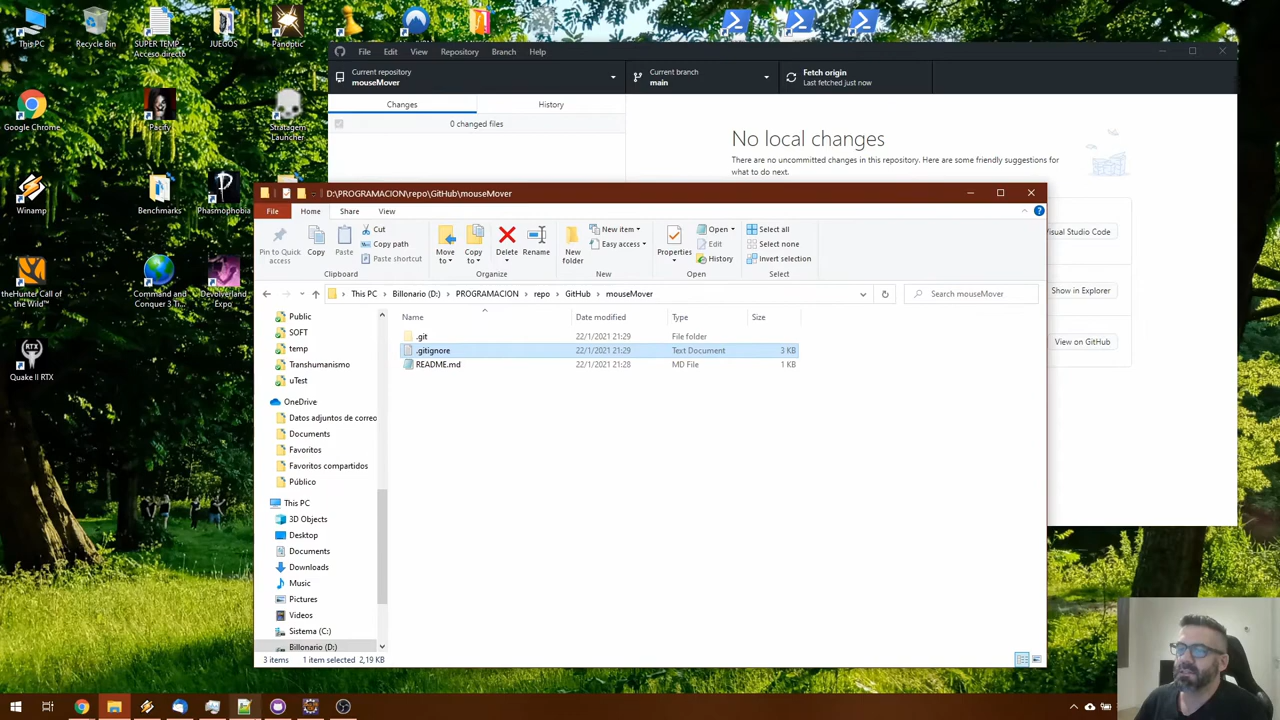 This PC
Recycle Bin
SUPER TEMP - Acceso directo
JUEGOS
Panoptic
Google Chrome
Pacify
Stratagem Launcher
Winamp
Benchmarks
Phasmophobia
theHunter Call of the Wild™
Command and Conquer 3 Ti...
Devolverland Expo
Quake II RTX
File Edit View Repository Branch Help
Current repository
mouseMover
Current branch
main
Fetch origin
Last fetched just now
Changes History
0 changed files
No local changes
There are no uncommitted changes in this repository. Here are some friendly suggestions for
what to do next.
Visual Studio Code
Show in Explorer
View on GitHub
D:\PROGRAMACION\repo\GitHub\mouseMover
File Home Share View
Pin to Quick access
Copy
Paste
Cut
Copy path
Paste shortcut
Clipboard
Move to
Copy to
Delete
Rename
Organize
New folder
New item
Easy access
New
Properties
Open
Edit
History
Open
Select all
Select none
Invert selection
Select
This PC > Billonario (D:) > PROGRAMACION > repo > GitHub > mouseMover
Search mouseMover
Name Date modified Type Size
.git 22/1/2021 21:29 File folder
.gitignore 22/1/2021 21:29 Text Document 3 KB
README.md 22/1/2021 21:28 MD File 1 KB
Public
SOFT
temp
Transhumanismo
uTest
OneDrive
Datos adjuntos de correo
Documents
Favoritos
Favoritos compartidos
Público
This PC
3D Objects
Desktop
Documents
Downloads
Music
Pictures
Videos
Sistema (C:)
Billonario (D:)
3 items 1 item selected 2,19 KB